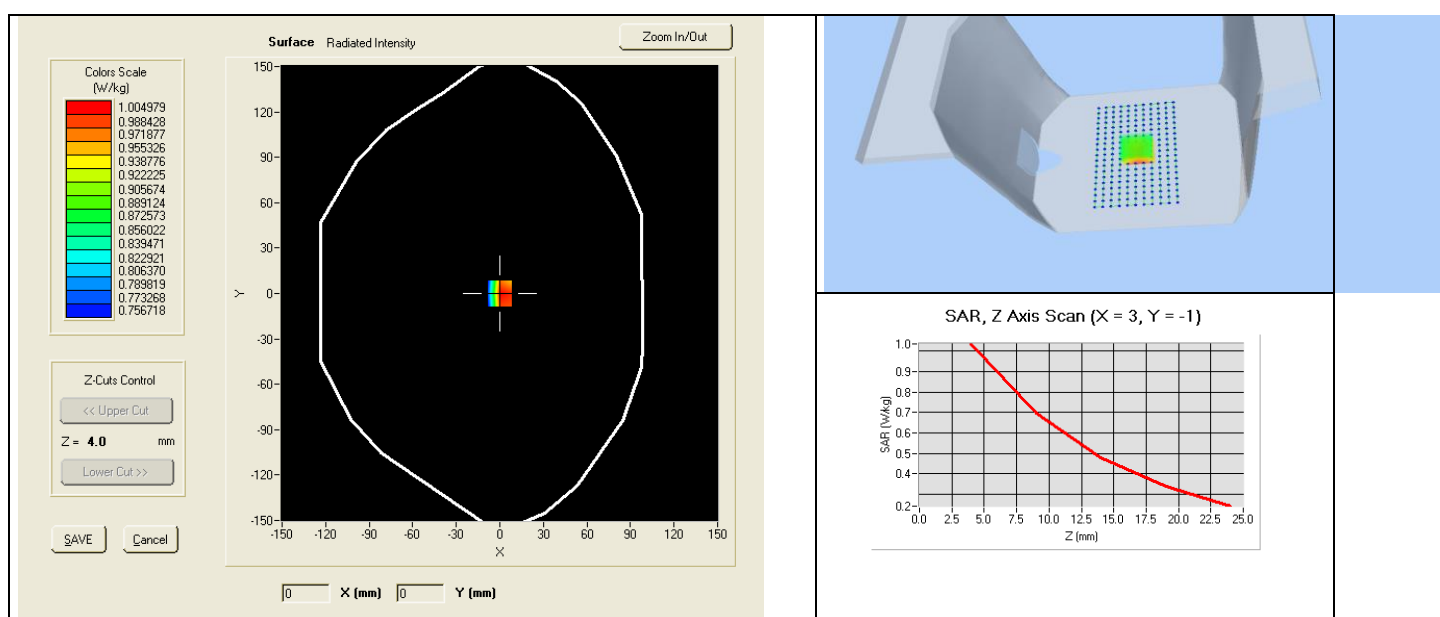 Surface Radiated Intensity
Zoom In/Out
Colors Scale
(W/kg)
1.004979
0.988428
0.971877
0.955326
0.938776
0.922225
0.905674
0.889124
0.872573
0.856022
0.839471
0.822921
0.806370
0.789819
0.773268
0.756718
Z-Cuts Control
<< Upper Cut
Z = 4.0 mm
Lower Cut >>
SAVE Cancel
150
120
90
60
30
0
-30
-60
-90
-120
-150
Y
-150 -120 -90 -60 -30 0 30 60 90 120 150
X
0 X (mm) 0 Y (mm)
SAR, Z Axis Scan (X = 3, Y = -1)
1.0
0.9
0.8
0.7
0.6
0.5
0.4
0.2
SAR (W/kg)
0.0 2.5 5.0 7.5 10.0 12.5 15.0 17.5 20.0 22.5 25.0
Z (mm)